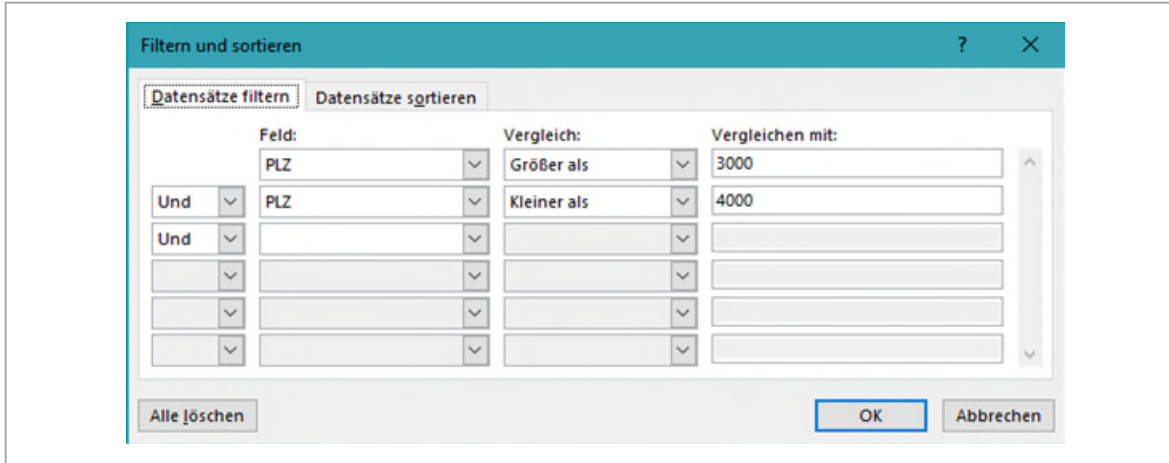 Filtern und sortieren ? ×
Datensätze filtern Datensätze sortieren
Feld: Vergleich: Vergleichen mit:
PLZ Größer als 3000
Und PLZ Kleiner als 4000
Und
Alle löschen OK Abbrechen